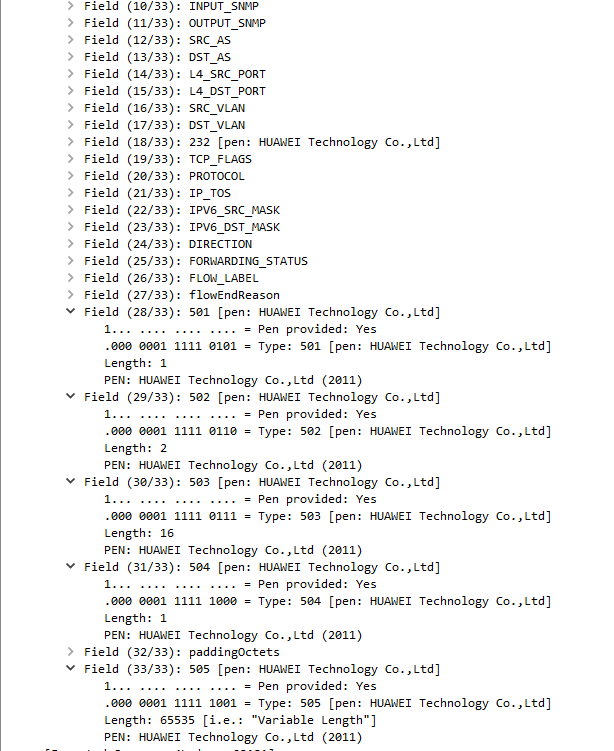 Field (10/33): INPUT_SNMP
Field (11/33): OUTPUT_SNMP
Field (12/33): SRC_AS
Field (13/33): DST_AS
Field (14/33): L4_SRC_PORT
Field (15/33): L4_DST_PORT
Field (16/33): SRC_VLAN
Field (17/33): DST_VLAN
Field (18/33): 232 [pen: HUAWEI Technology Co.,Ltd]
Field (19/33): TCP_FLAGS
Field (20/33): PROTOCOL
Field (21/33): IP_TOS
Field (22/33): IPV6_SRC_MASK
Field (23/33): IPV6_DST_MASK
Field (24/33): DIRECTION
Field (25/33): FORWARDING_STATUS
Field (26/33): FLOW_LABEL
Field (27/33): flowEndReason
Field (28/33): 501 [pen: HUAWEI Technology Co.,Ltd]
1... .... .... .... = Pen provided: Yes
.000 0001 1111 0101 = Type: 501 [pen: HUAWEI Technology Co.,Ltd]
Length: 1
PEN: HUAWEI Technology Co.,Ltd (2011)
Field (29/33): 502 [pen: HUAWEI Technology Co.,Ltd]
1... .... .... .... = Pen provided: Yes
.000 0001 1111 0110 = Type: 502 [pen: HUAWEI Technology Co.,Ltd]
Length: 2
PEN: HUAWEI Technology Co.,Ltd (2011)
Field (30/33): 503 [pen: HUAWEI Technology Co.,Ltd]
1... .... .... .... = Pen provided: Yes
.000 0001 1111 0111 = Type: 503 [pen: HUAWEI Technology Co.,Ltd]
Length: 16
PEN: HUAWEI Technology Co.,Ltd (2011)
Field (31/33): 504 [pen: HUAWEI Technology Co.,Ltd]
1... .... .... .... = Pen provided: Yes
.000 0001 1111 1000 = Type: 504 [pen: HUAWEI Technology Co.,Ltd]
Length: 1
PEN: HUAWEI Technology Co.,Ltd (2011)
Field (32/33): paddingOctets
Field (33/33): 505 [pen: HUAWEI Technology Co.,Ltd]
1... .... .... .... = Pen provided: Yes
.000 0001 1111 1001 = Type: 505 [pen: HUAWEI Technology Co.,Ltd]
Length: 65535 [i.e.: "Variable Length"]
PEN: HUAWEI Technology Co.,Ltd (2011)